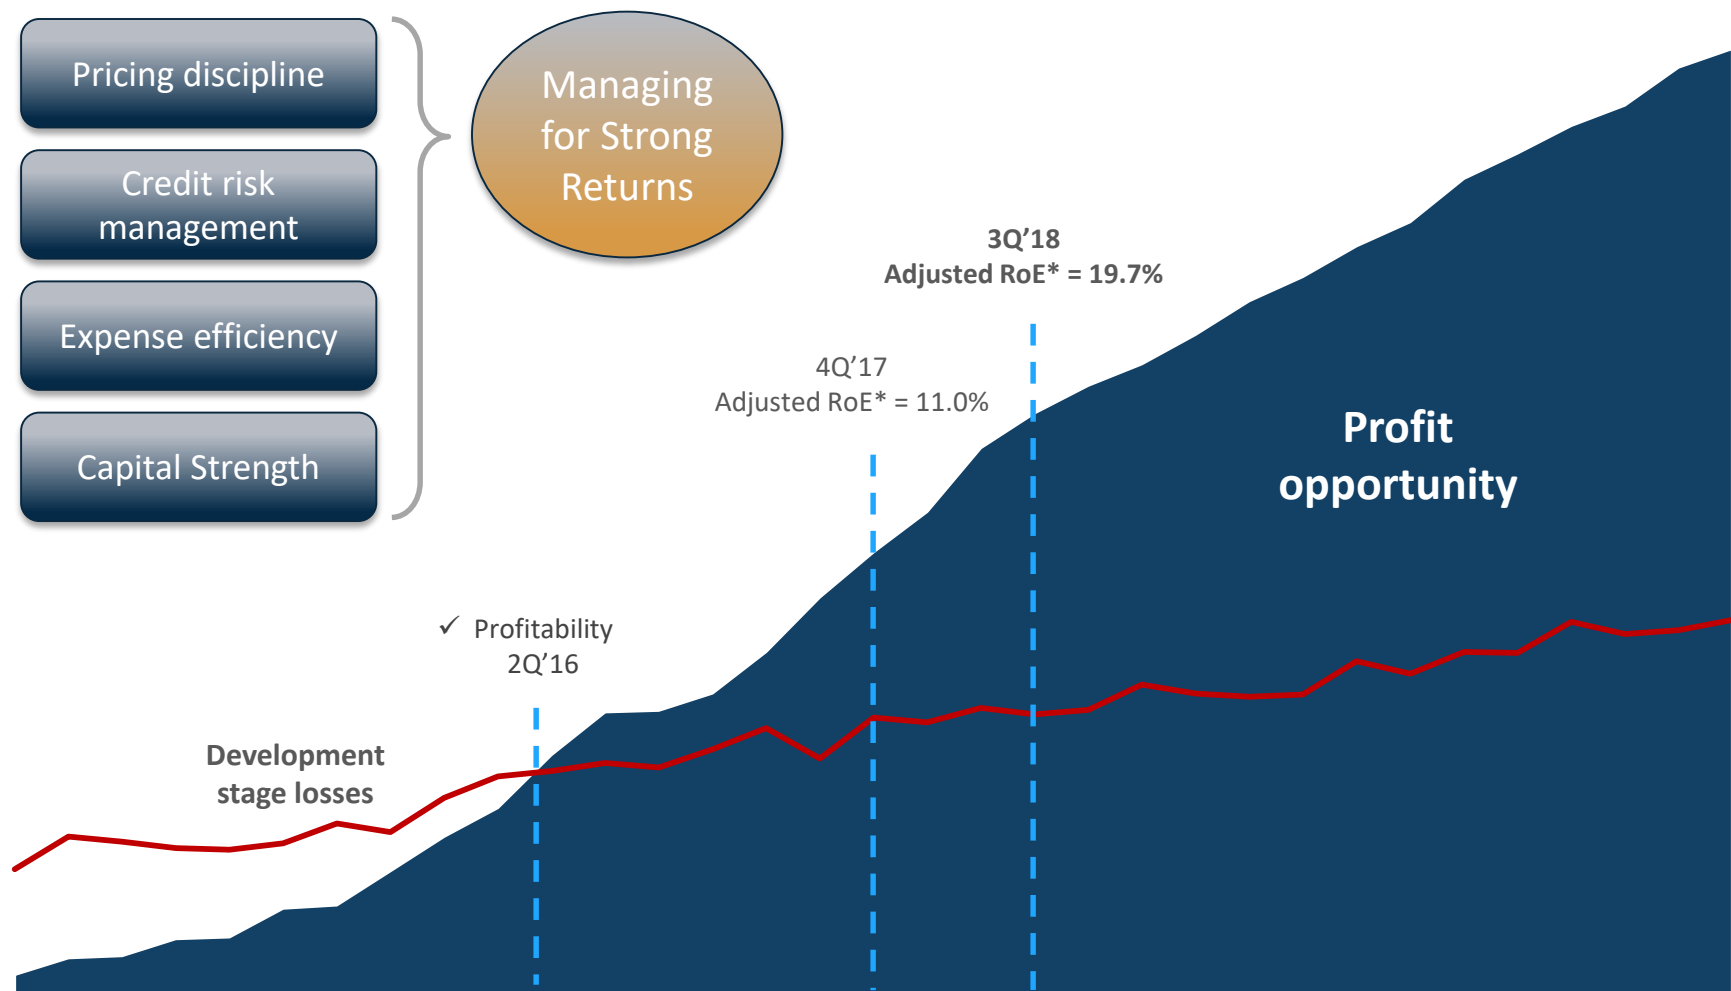 Pricing discipline
Credit risk
management
Expense efficiency
Capital Strength
Managing
for Strong
Returns
3Q’18
Adjusted RoE* = 19.7%
4Q’17
Adjusted RoE* = 11.0%
Profit
opportunity
✓ Profitability
2Q’16
Development
stage losses